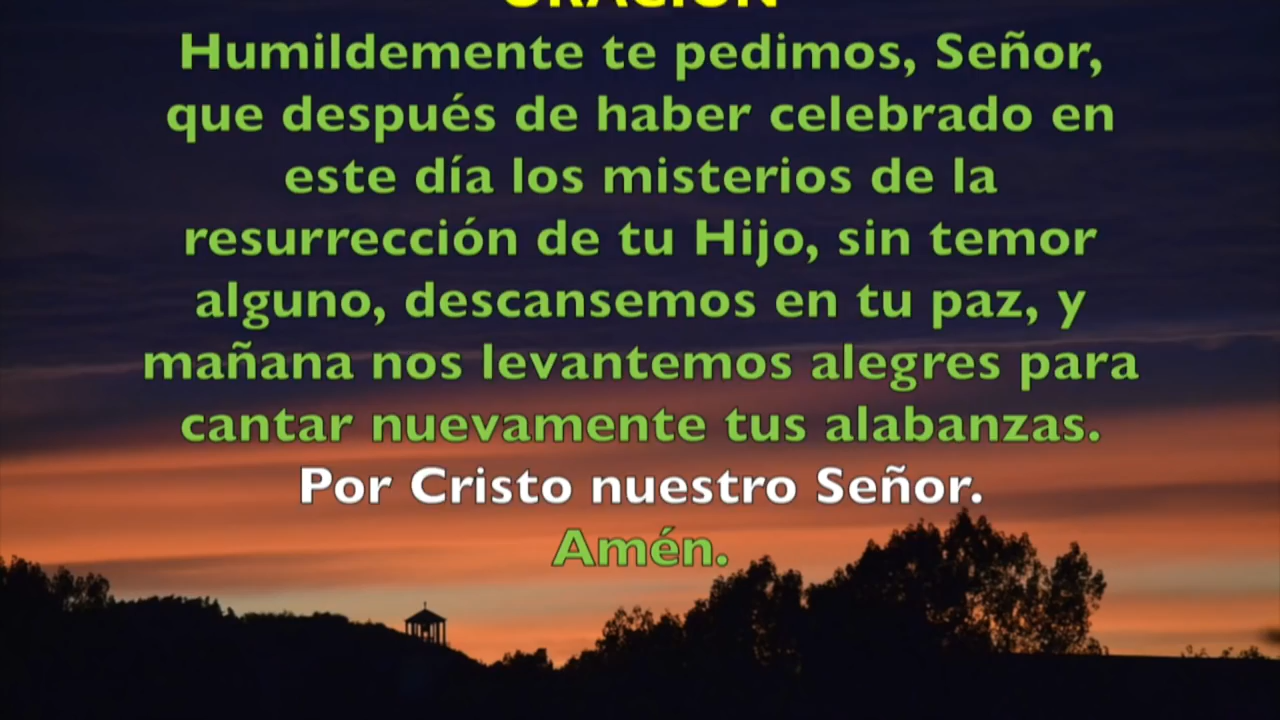 ORACIÓN
Humildemente te pedimos, Señor,
que después de haber celebrado en
este día los misterios de la
resurrección de tu Hijo, sin temor
alguno, descansemos en tu paz, y
mañana nos levantemos alegres para
cantar nuevamente tus alabanzas.
Por Cristo nuestro Señor.
Amén.